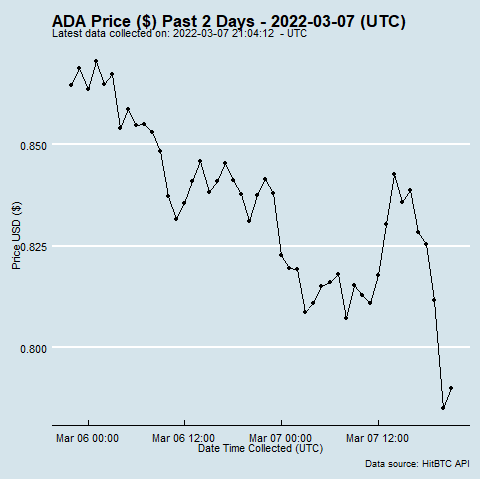 ADA Price ($) Past 2 Days - 2022-03-07 (UTC)
Latest data collected on: 2022-03-07 21:04:12 - UTC
0.850
0.825
0.800
Price USD ($)
Mar 06 00:00 Mar 06 12:00 Mar 07 00:00 Mar 07 12:00
Date Time Collected (UTC)
Data source: HitBTC API